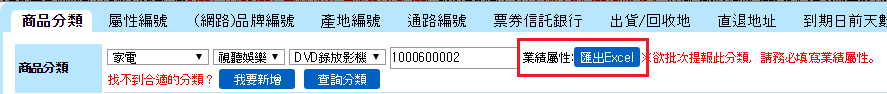 商品分類 屬性編號 (網路)品牌編號 產地編號 通路編號 票券信託銀行 出貨/回收地 直退地址 到期日前天數
商品分類 家電 視聽娛樂 DVD錄放影機 1000600002 業績屬性: 匯出Excel ※欲批次提報此分類，請務必填寫業績屬性。
找不到合適的分類？ 我要新增 查詢分類